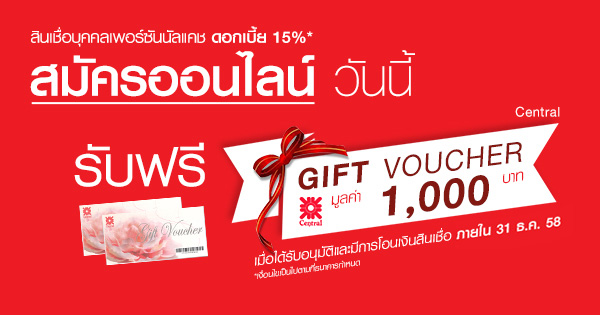 สินเชื่อบุคคลเพอร์ซันนัลแคช ดอกเบี้ย 15%*
สมัครออนไลน์ วันนี้
Central
รับฟรี
GIFT VOUCHER
Central
มูลค่า 1,000 บาท
Gift Voucher
เมื่อได้รับอนุมัติและมีการโอนเงินสินเชื่อ ภายใน 31 ธ.ค. 58
*เงื่อนไขเป็นไปตามที่ธนาคารกำหนด